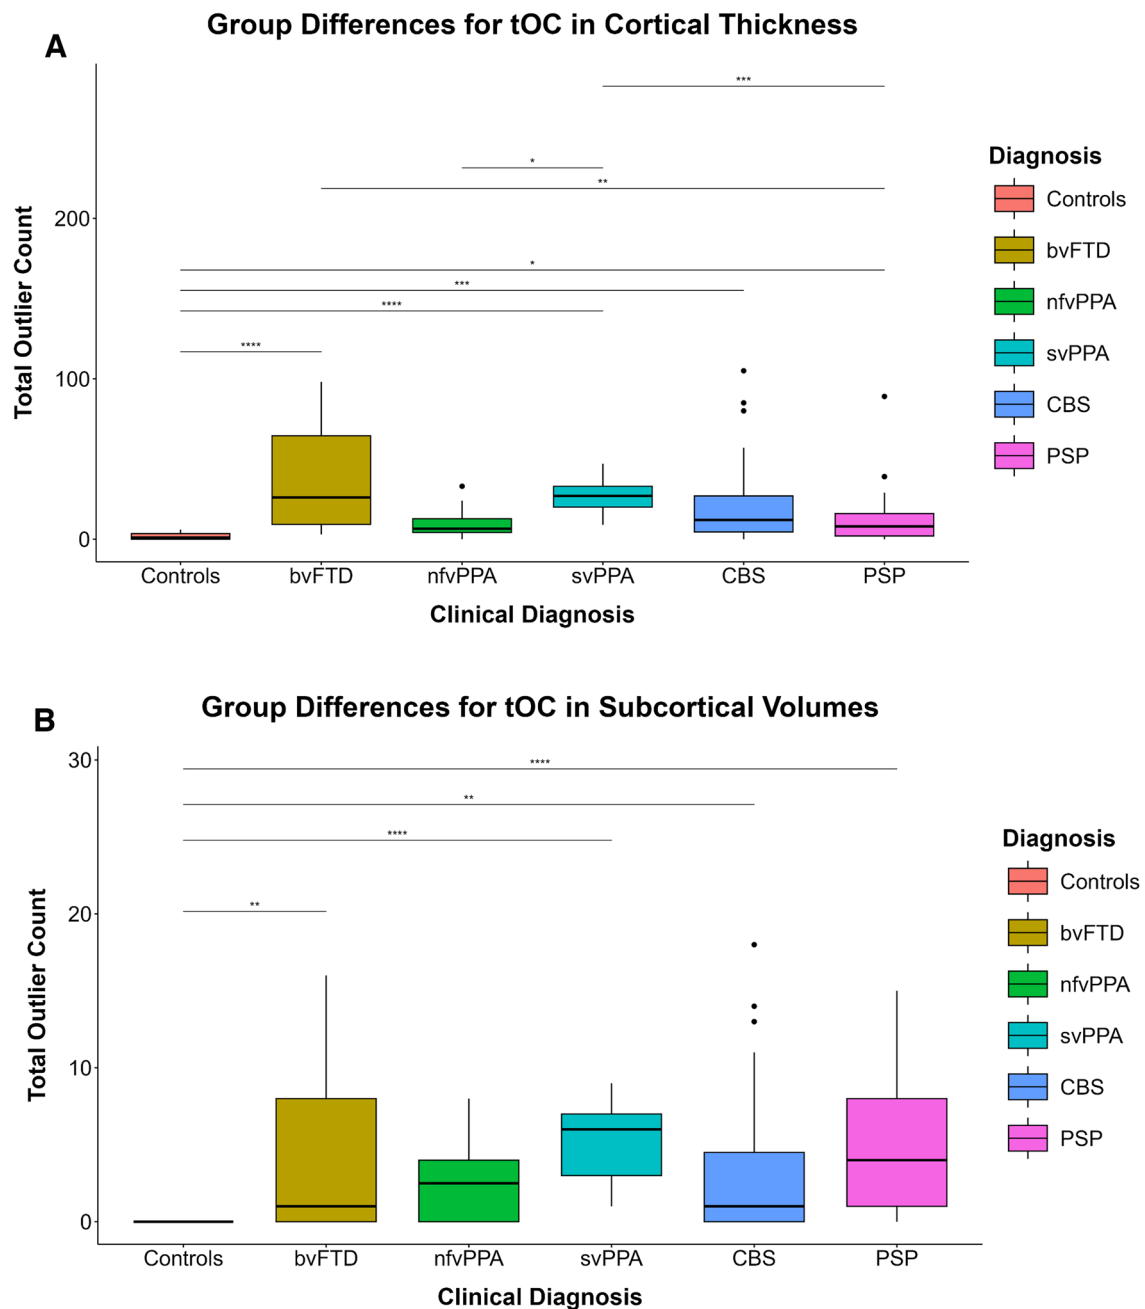 A
Group Differences for tOC in Cortical Thickness
***
*
**
*
***
****
****
Total Outlier Count
200
100
0
Controls bvFTD nfvPPA svPPA CBS PSP
Clinical Diagnosis
Diagnosis
Controls
bvFTD
nfvPPA
svPPA
CBS
PSP
B
Group Differences for tOC in Subcortical Volumes
****
**
****
**
Total Outlier Count
30
20
10
0
Controls bvFTD nfvPPA svPPA CBS PSP
Clinical Diagnosis
Diagnosis
Controls
bvFTD
nfvPPA
svPPA
CBS
PSP